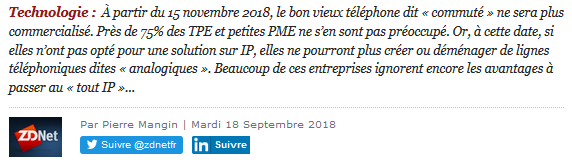 Technologie : À partir du 15 novembre 2018, le bon vieux téléphone dit « commuté » ne sera plus
commercialisé. Près de 75% des TPE et petites PME ne s'en sont pas préoccupé. Or, à cette date, si
elles n'ont pas opté pour une solution sur IP, elles ne pourront plus créer ou déménager de lignes
téléphoniques dites « analogiques ». Beaucoup de ces entreprises ignorent encore les avantages à
passer au « tout IP »...
ZDNet
Par Pierre Mangin | Mardi 18 Septembre 2018
Suivre @zdnetfr
in Suivre